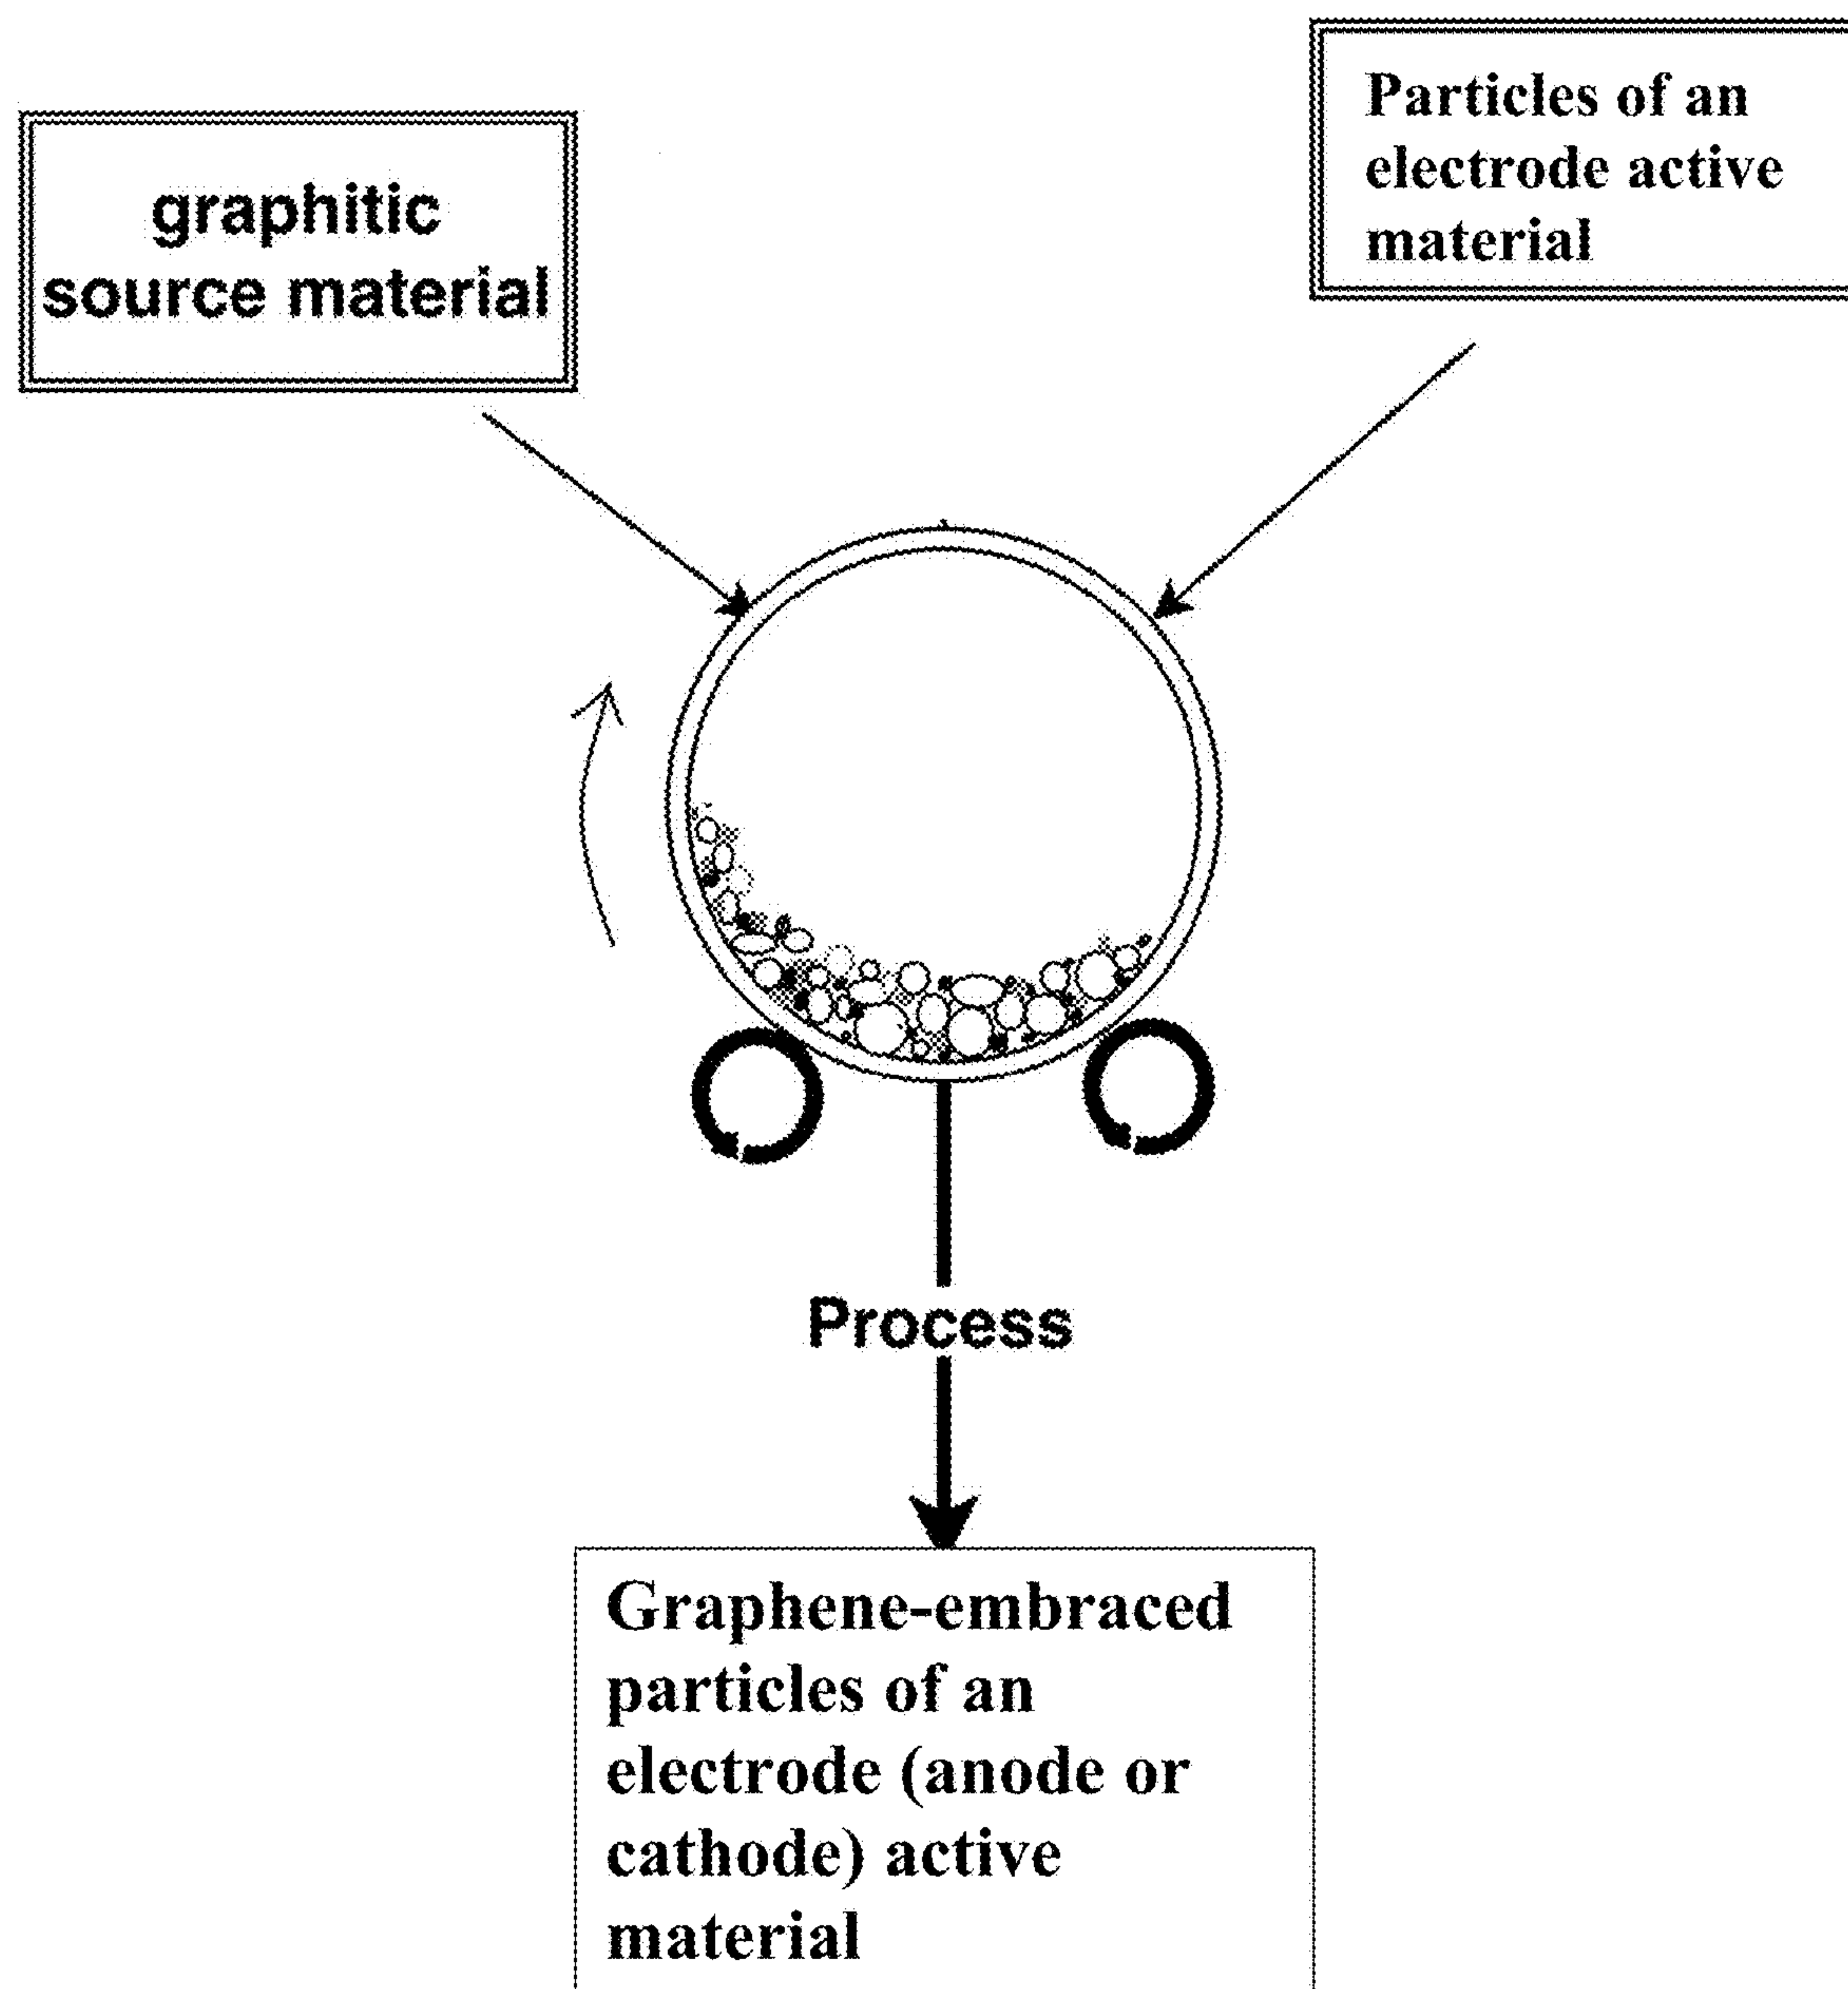 graphitic
source material
Particles of an
electrode active
material
Process
Graphene-embraced
particles of an
electrode (anode or
cathode) active
material